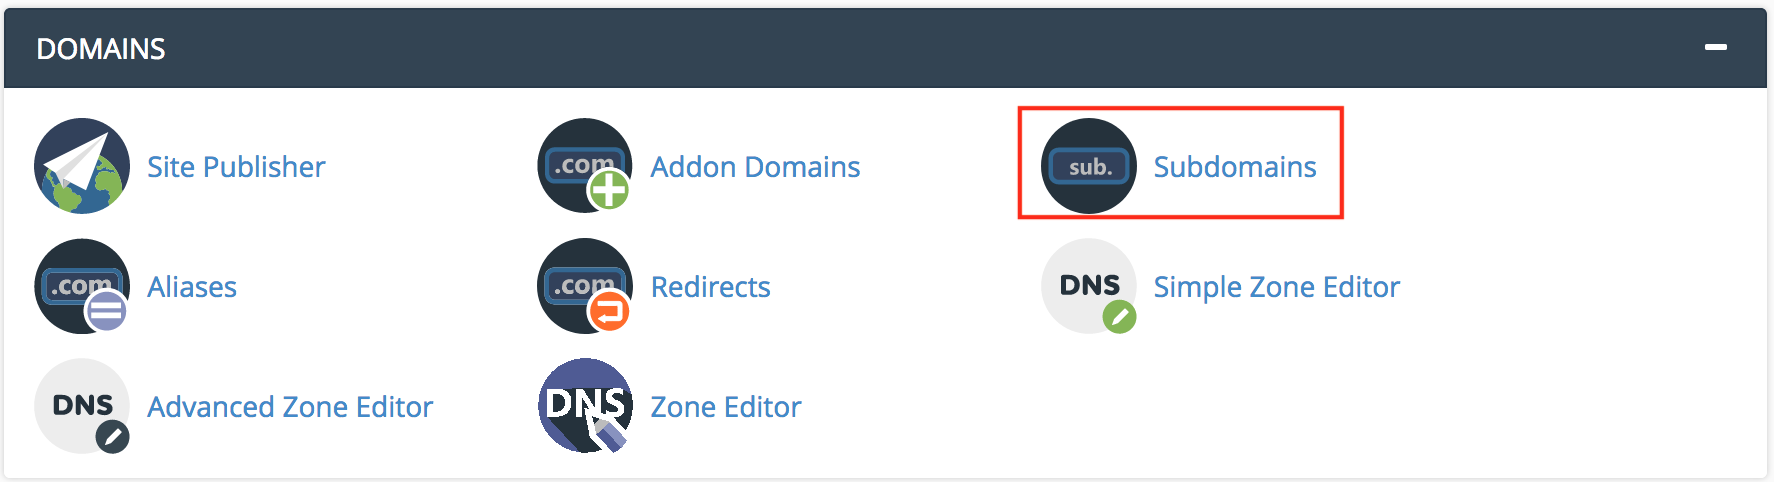 DOMAINS
Site Publisher
.com Addon Domains
sub. Subdomains
.com Aliases
.com Redirects
DNS Simple Zone Editor
DNS Advanced Zone Editor
DNS Zone Editor